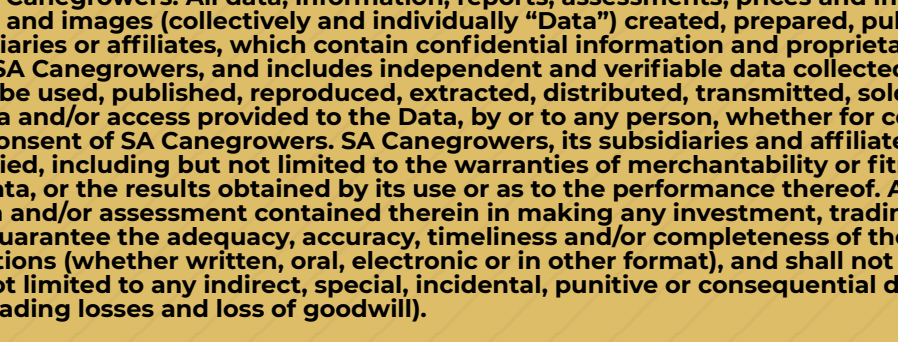 Canegrowers. All data, information, reports, assessments, prices and in
and images (collectively and individually “Data”) created, prepared, pub
iaries or affiliates, which contain confidential information and proprieta
SA Canegrowers, and includes independent and verifiable data collected
be used, published, reproduced, extracted, distributed, transmitted, sold
a and/or access provided to the Data, by or to any person, whether for co
onsent of SA Canegrowers. SA Canegrowers, its subsidiaries and affiliate
ied, including but not limited to the warranties of merchantability or fit
ata, or the results obtained by its use or as to the performance thereof. A
and/or assessment contained therein in making any investment, tradin
uarantee the adequacy, accuracy, timeliness and/or completeness of the
tions (whether written, oral, electronic or in other format), and shall not
ot limited to any indirect, special, incidental, punitive or consequential d
ading losses and loss of goodwill).